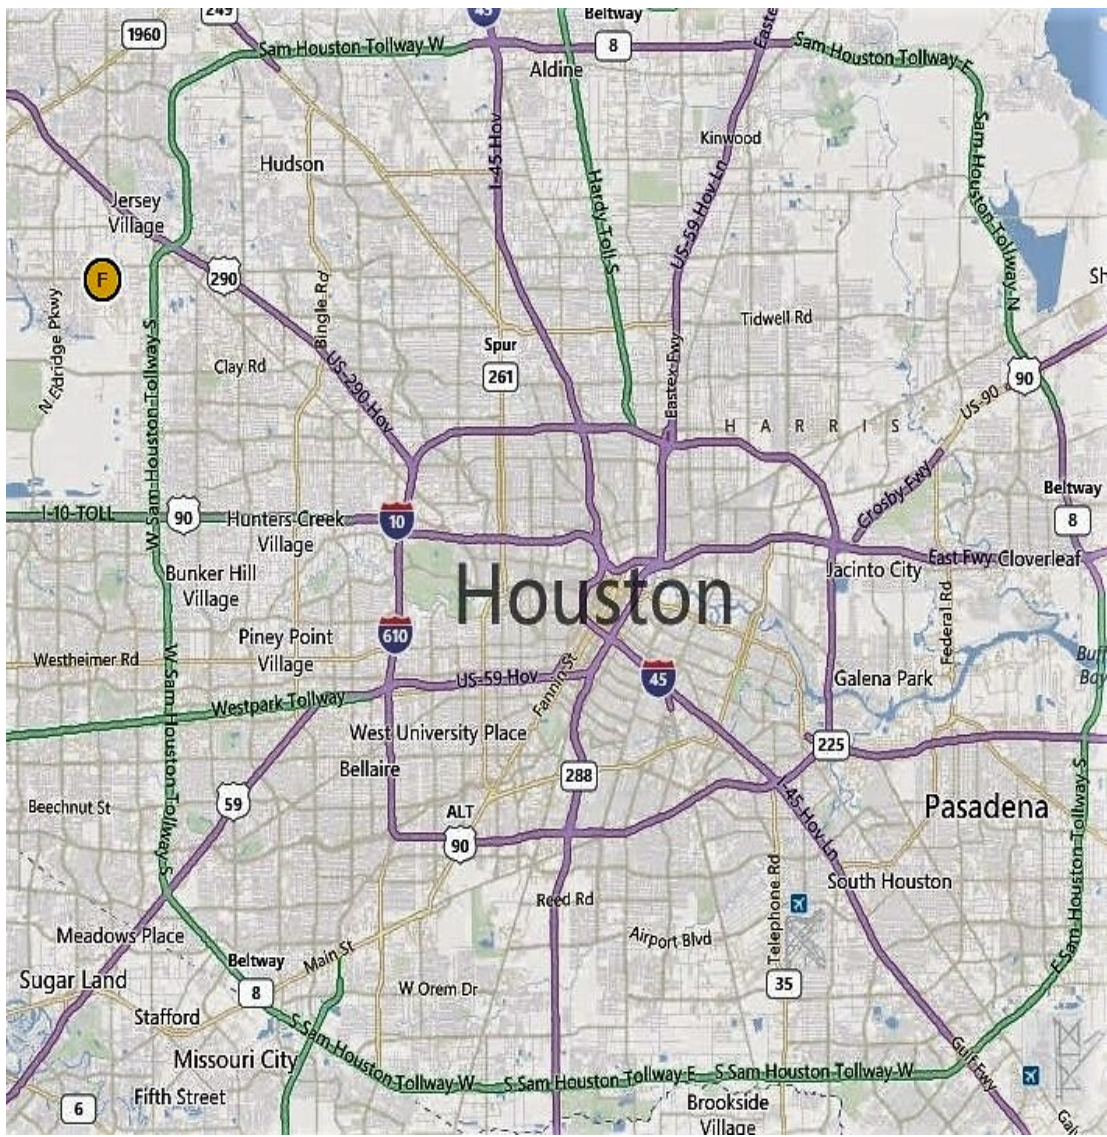 249
45
Beltway
8
1960
Sam Houston Tollway W
Sam Houston Tollway E
Aldine
Kinwood
Hudson
I-45 Hov
Hardy Toll S
US-59 Hov Ln
Sam Houston Tollway N
Jersey
Village
F
290
N Eldridge Pkwy
Bingle Rd
Tidwell Rd
Spur
261
Clay Rd
US-290 Hov
Eastex Fwy
90
US-90
HARRIS
W Sam Houston Tollway S
Crosby Fwy
Beltway
8
I-10-TOLL
90
Hunters Creek
Village
10
East Fwy
Cloverleaf
Jacinto City
Bunker Hill
Village
Houston
Federal Rd
610
Piney Point
Village
Westheimer Rd
W Sam Houston Tollway S
US-59 Hov
Fannin St
45
Galena Park
Westpark Tollway
West University Place
225
Bellaire
288
59
Beechnut St
ALT
90
I-45 Hov Ln
Pasadena
E Sam Houston Tollway S
South Houston
Reed Rd
Telephone Rd
Airport Blvd
Meadows Place
Main St
Beltway
8
Sugar Land
W Orem Dr
35
Stafford
S Sam Houston Tollway W
Missouri City
Gulf Fwy
S Sam Houston Tollway E
S Sam Houston Tollway W
Fifth Street
6
Brookside
Village